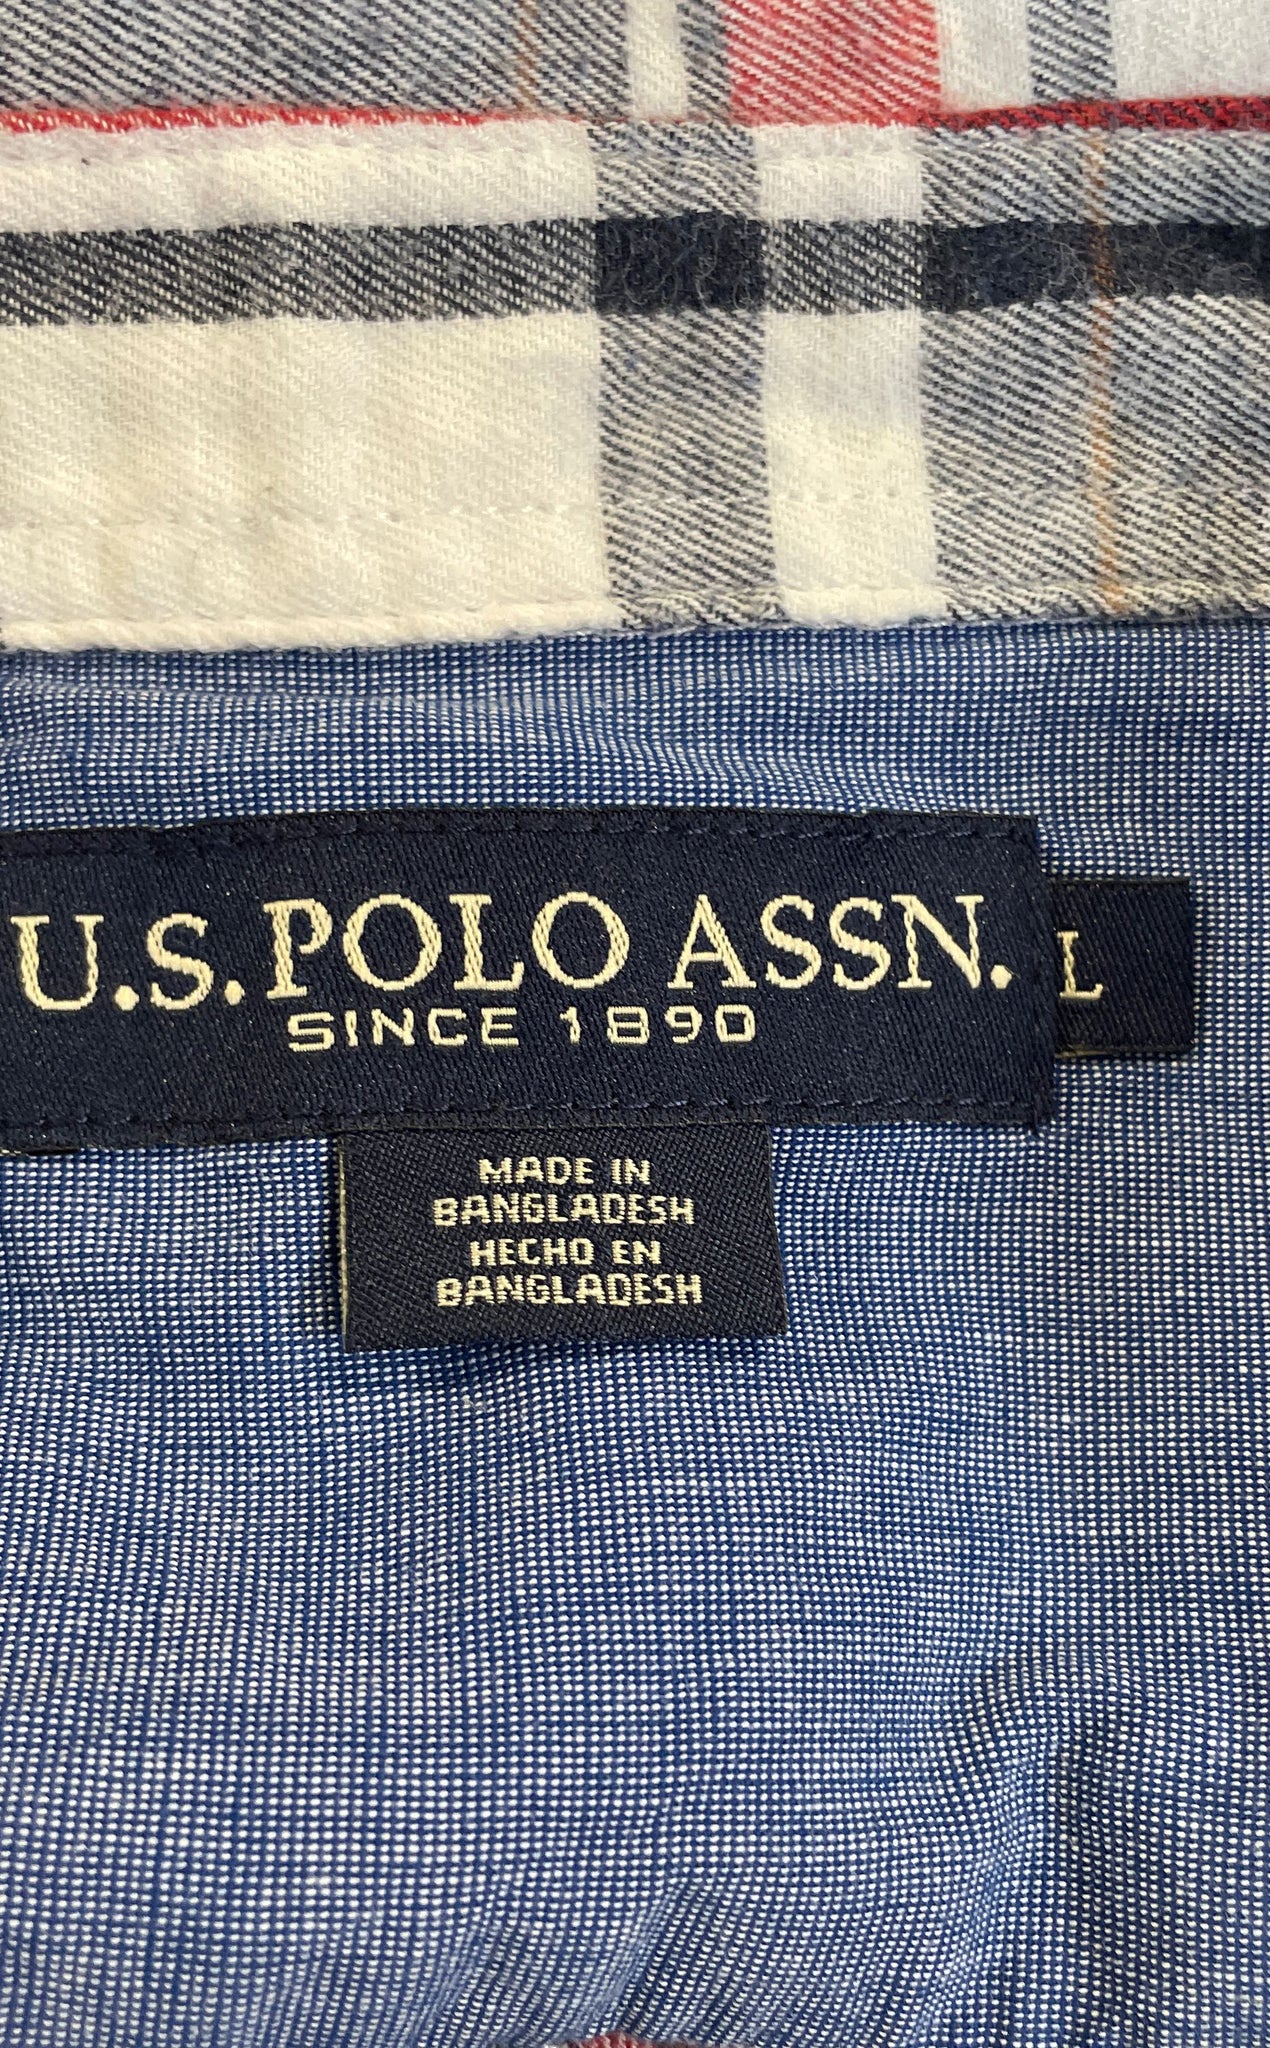 U.S. POLO ASSN.
SINCE 1890
L
MADE IN
BANGLADESH
HECHO EN
BANGLADESH